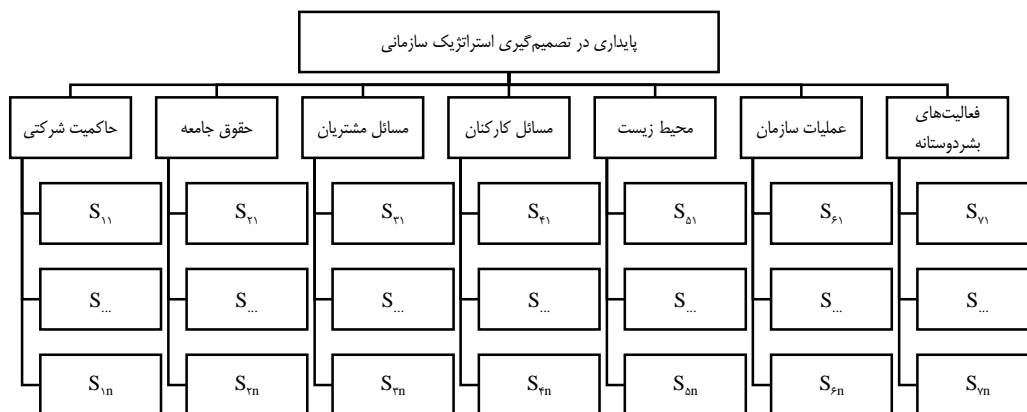 پایداری در تصمیم‌گیری استراتژیک سازمانی
فعالیت‌های
بشردوستانه
عملیات سازمان
محیط زیست
مسائل کارکنان
مسائل مشتریان
حقوق جامعه
حاکمیت شرکتی
S۷۱
S۶۱
S۵۱
S۴۱
S۳۱
S۲۱
S۱۱
S...
S...
S...
S...
S...
S...
S...
S۷n
S۶n
S۵n
S۴n
S۳n
S۲n
S۱n